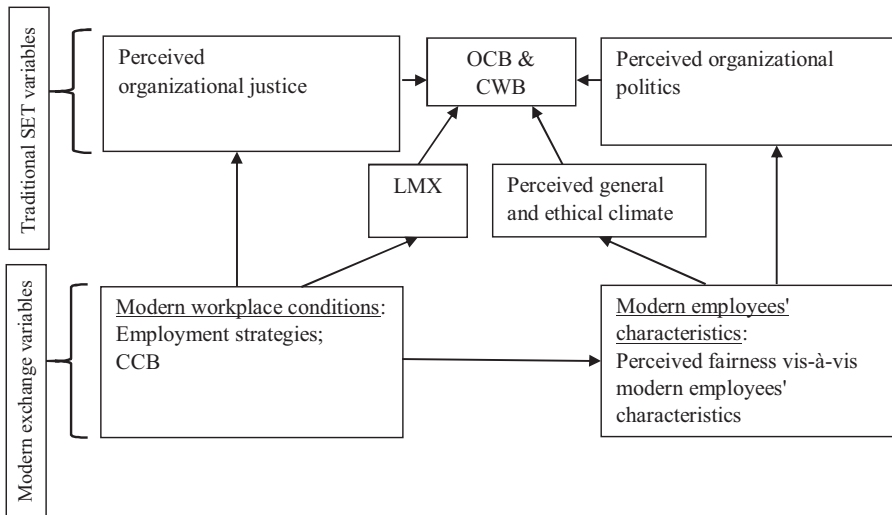 Traditional SET variables
Perceived
organizational justice
OCB &
CWB
Perceived organizational
politics
LMX
Perceived general
and ethical climate
Modern exchange variables
Modern workplace conditions:
Employment strategies;
CCB
Modern employees'
characteristics:
Perceived fairness vis-à-vis
modern employees'
characteristics